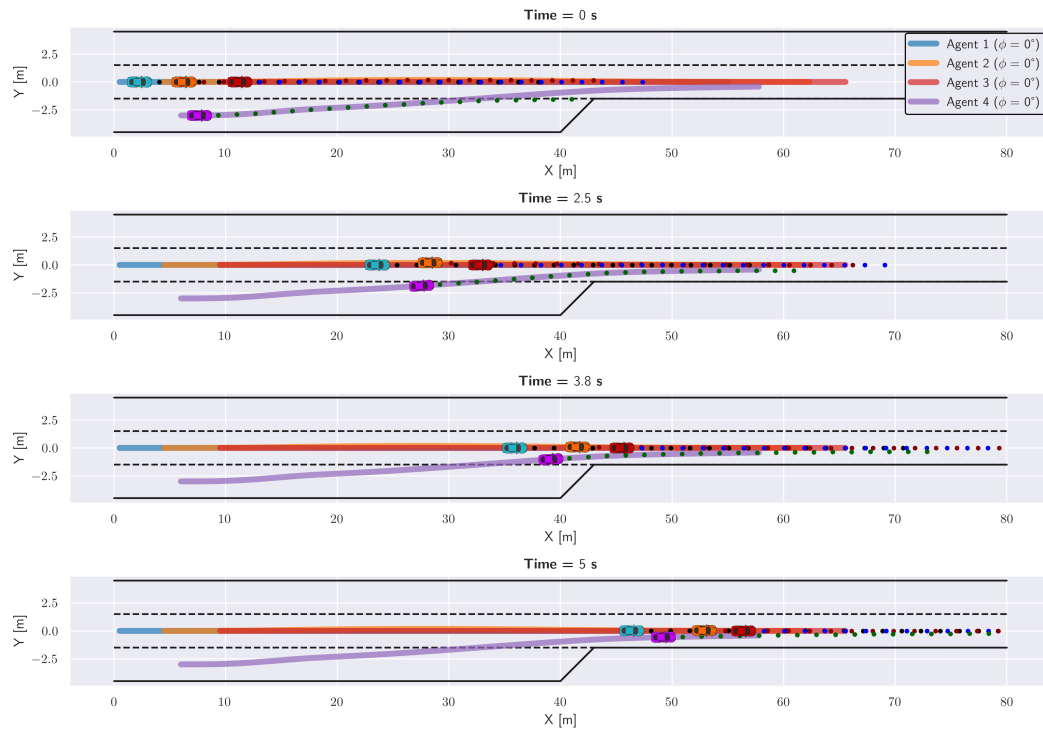 Time = 0 s
2.5
0.0
−2.5
Y [m]
Agent 1 (ϕ = 0°)
Agent 2 (ϕ = 0°)
Agent 3 (ϕ = 0°)
Agent 4 (ϕ = 0°)
0 10 20 30 40 50 60 70 80
X [m]
Time = 2.5 s
2.5
0.0
−2.5
Y [m]
0 10 20 30 40 50 60 70 80
X [m]
Time = 3.8 s
2.5
0.0
−2.5
Y [m]
0 10 20 30 40 50 60 70 80
X [m]
Time = 5 s
2.5
0.0
−2.5
Y [m]
0 10 20 30 40 50 60 70 80
X [m]